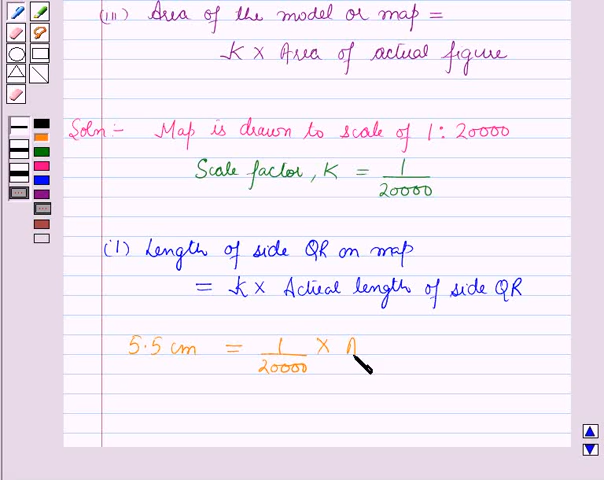 (iii) Area of the model or map =
K × Area of actual figure
Soln:- Map is drawn to scale of 1 : 20000
Scale factor, K = 1/20000
(i) Length of side QR on map
= K × Actual length of side QR
5.5 cm = 1/20000 × A